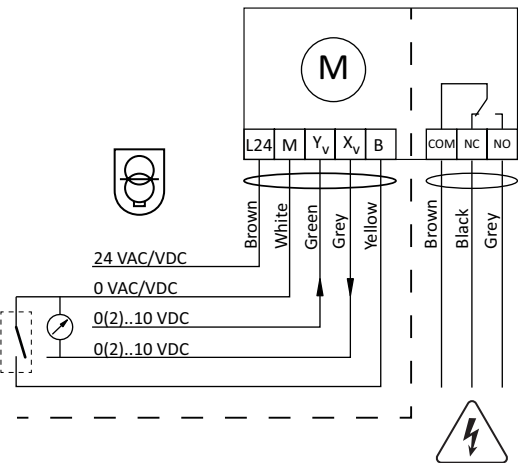 M
L24 M Yv Xv B COM NC NO
Brown White Green Grey Yellow Brown Black Grey
24 VAC/VDC
0 VAC/VDC
0(2)..10 VDC
0(2)..10 VDC